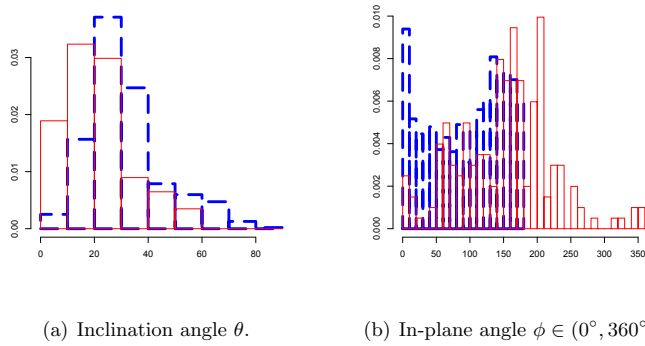 0.00 0.01 0.02 0.03
0 20 40 60 80
0.000 0.002 0.004 0.006 0.008 0.010
0 50 100 150 200 250 300 350
(a) Inclination angle θ.
(b) In-plane angle ϕ ∈ (0°, 360°